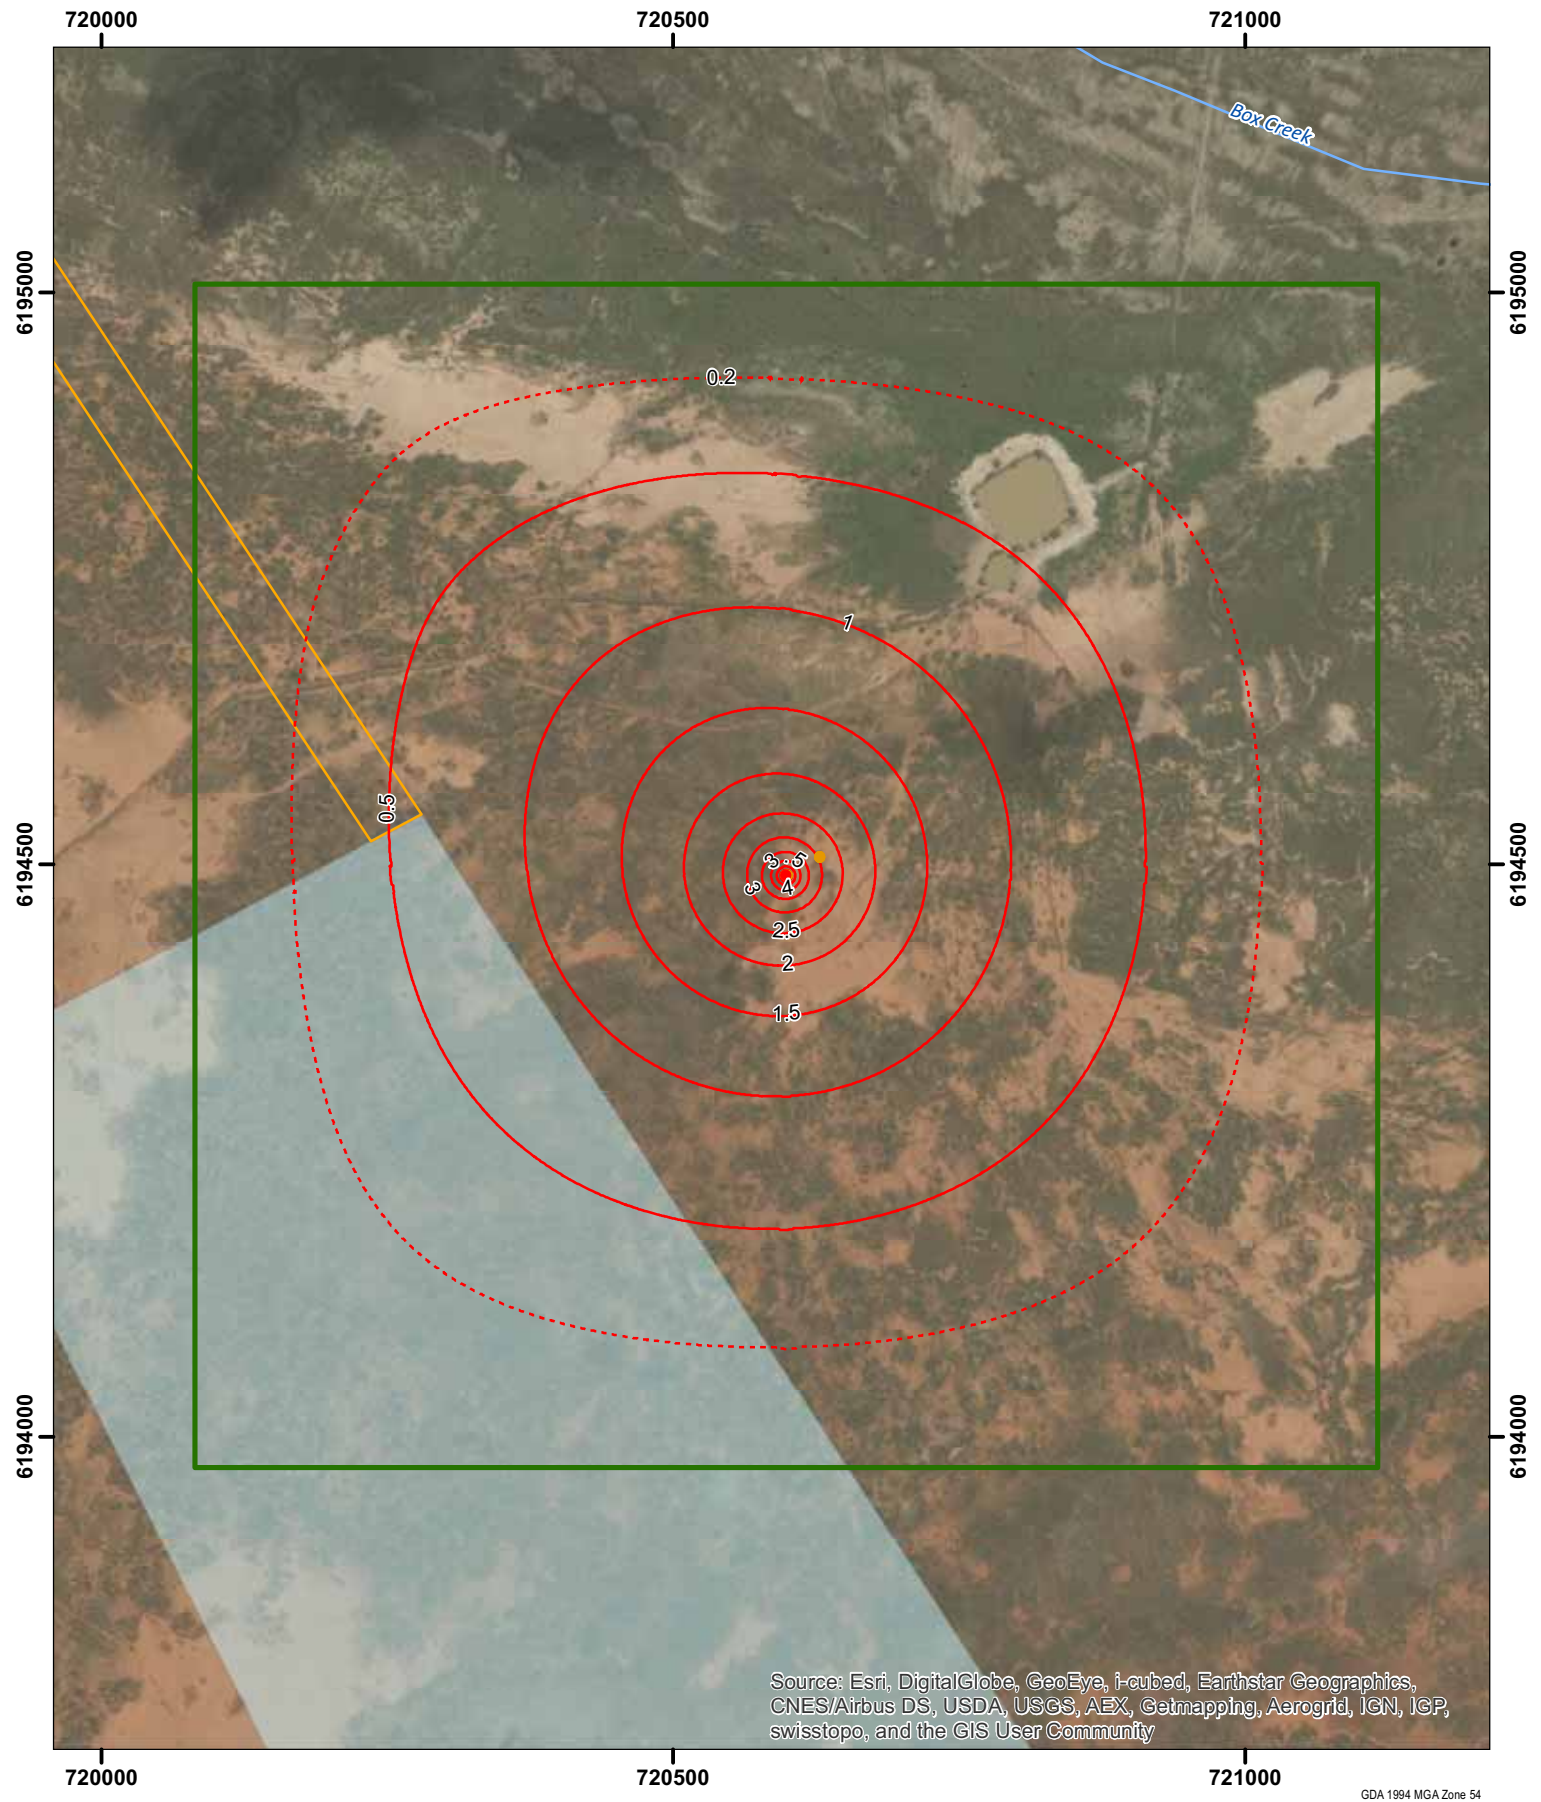 720000 720500 721000
Box Creek
6195000 6195000
0.2
1
0.5
6194500 6194500
3.5
3 4
2.5
2
1.5
6194000 6194000
Source: Esri, DigitalGlobe, GeoEye, i-cubed, Earthstar Geographics,
CNES/Airbus DS, USDA, USGS, AEX, Getmapping, Aerogrid, IGN, IGP,
swisstopo, and the GIS User Community
720000 720500 721000
GDA 1994 MGA Zone 54